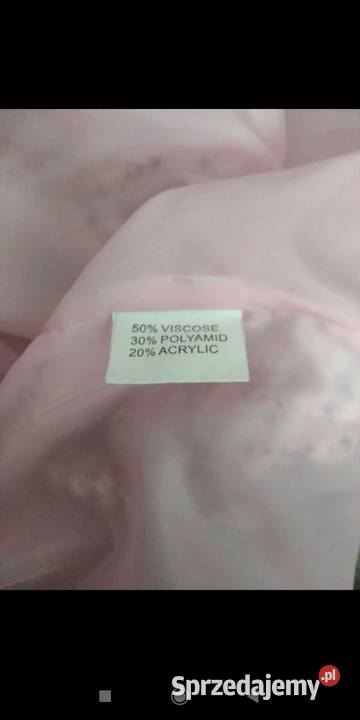 50% VISCOSE
30% POLYAMID
20% ACRYLIC
Sprzedajemy.pl